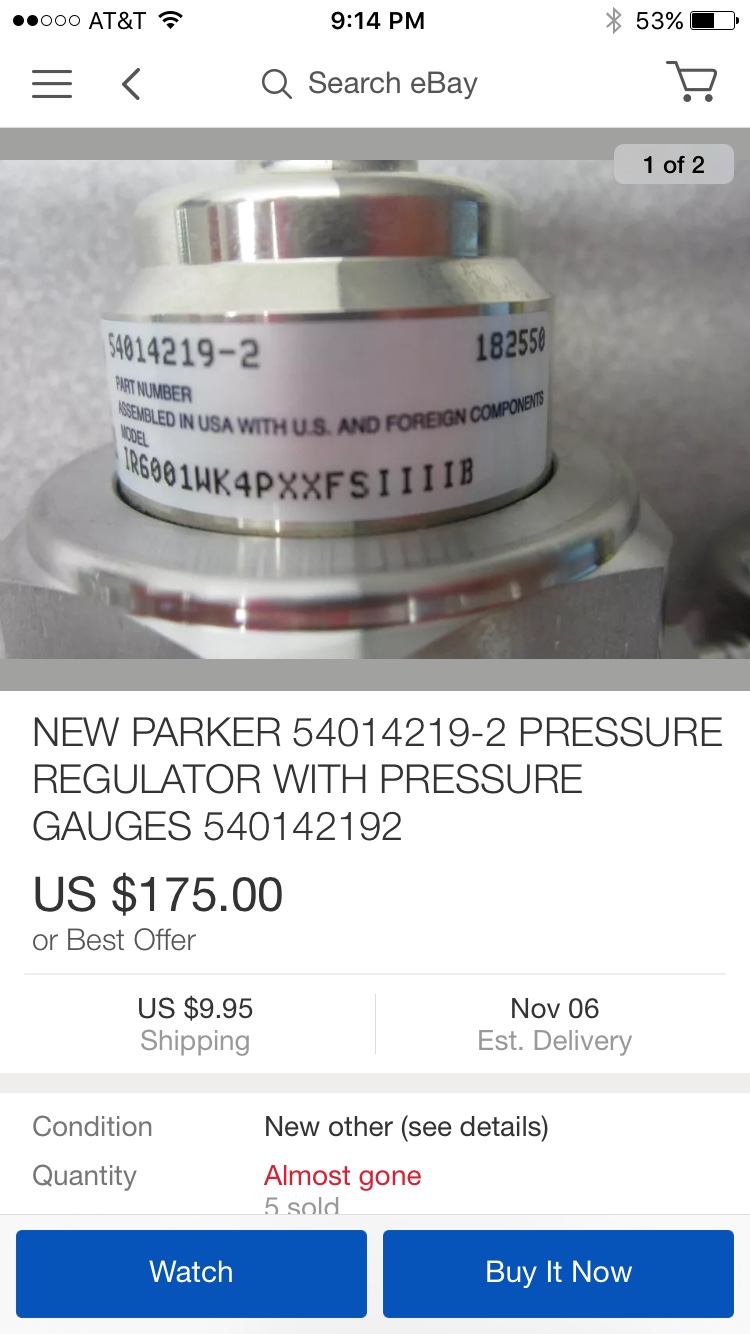 AT&T
9:14 PM
53%
Search eBay
1 of 2
54014219-2
182550
PART NUMBER
ASSEMBLED IN USA WITH U.S. AND FOREIGN COMPONENTS
MODEL
IR6001WK4PXXFSIIIIB
NEW PARKER 54014219-2 PRESSURE
REGULATOR WITH PRESSURE
GAUGES 540142192
US $175.00
or Best Offer
US $9.95
Shipping
Nov 06
Est. Delivery
Condition
New other (see details)
Quantity
Almost gone
5 sold
Watch
Buy It Now